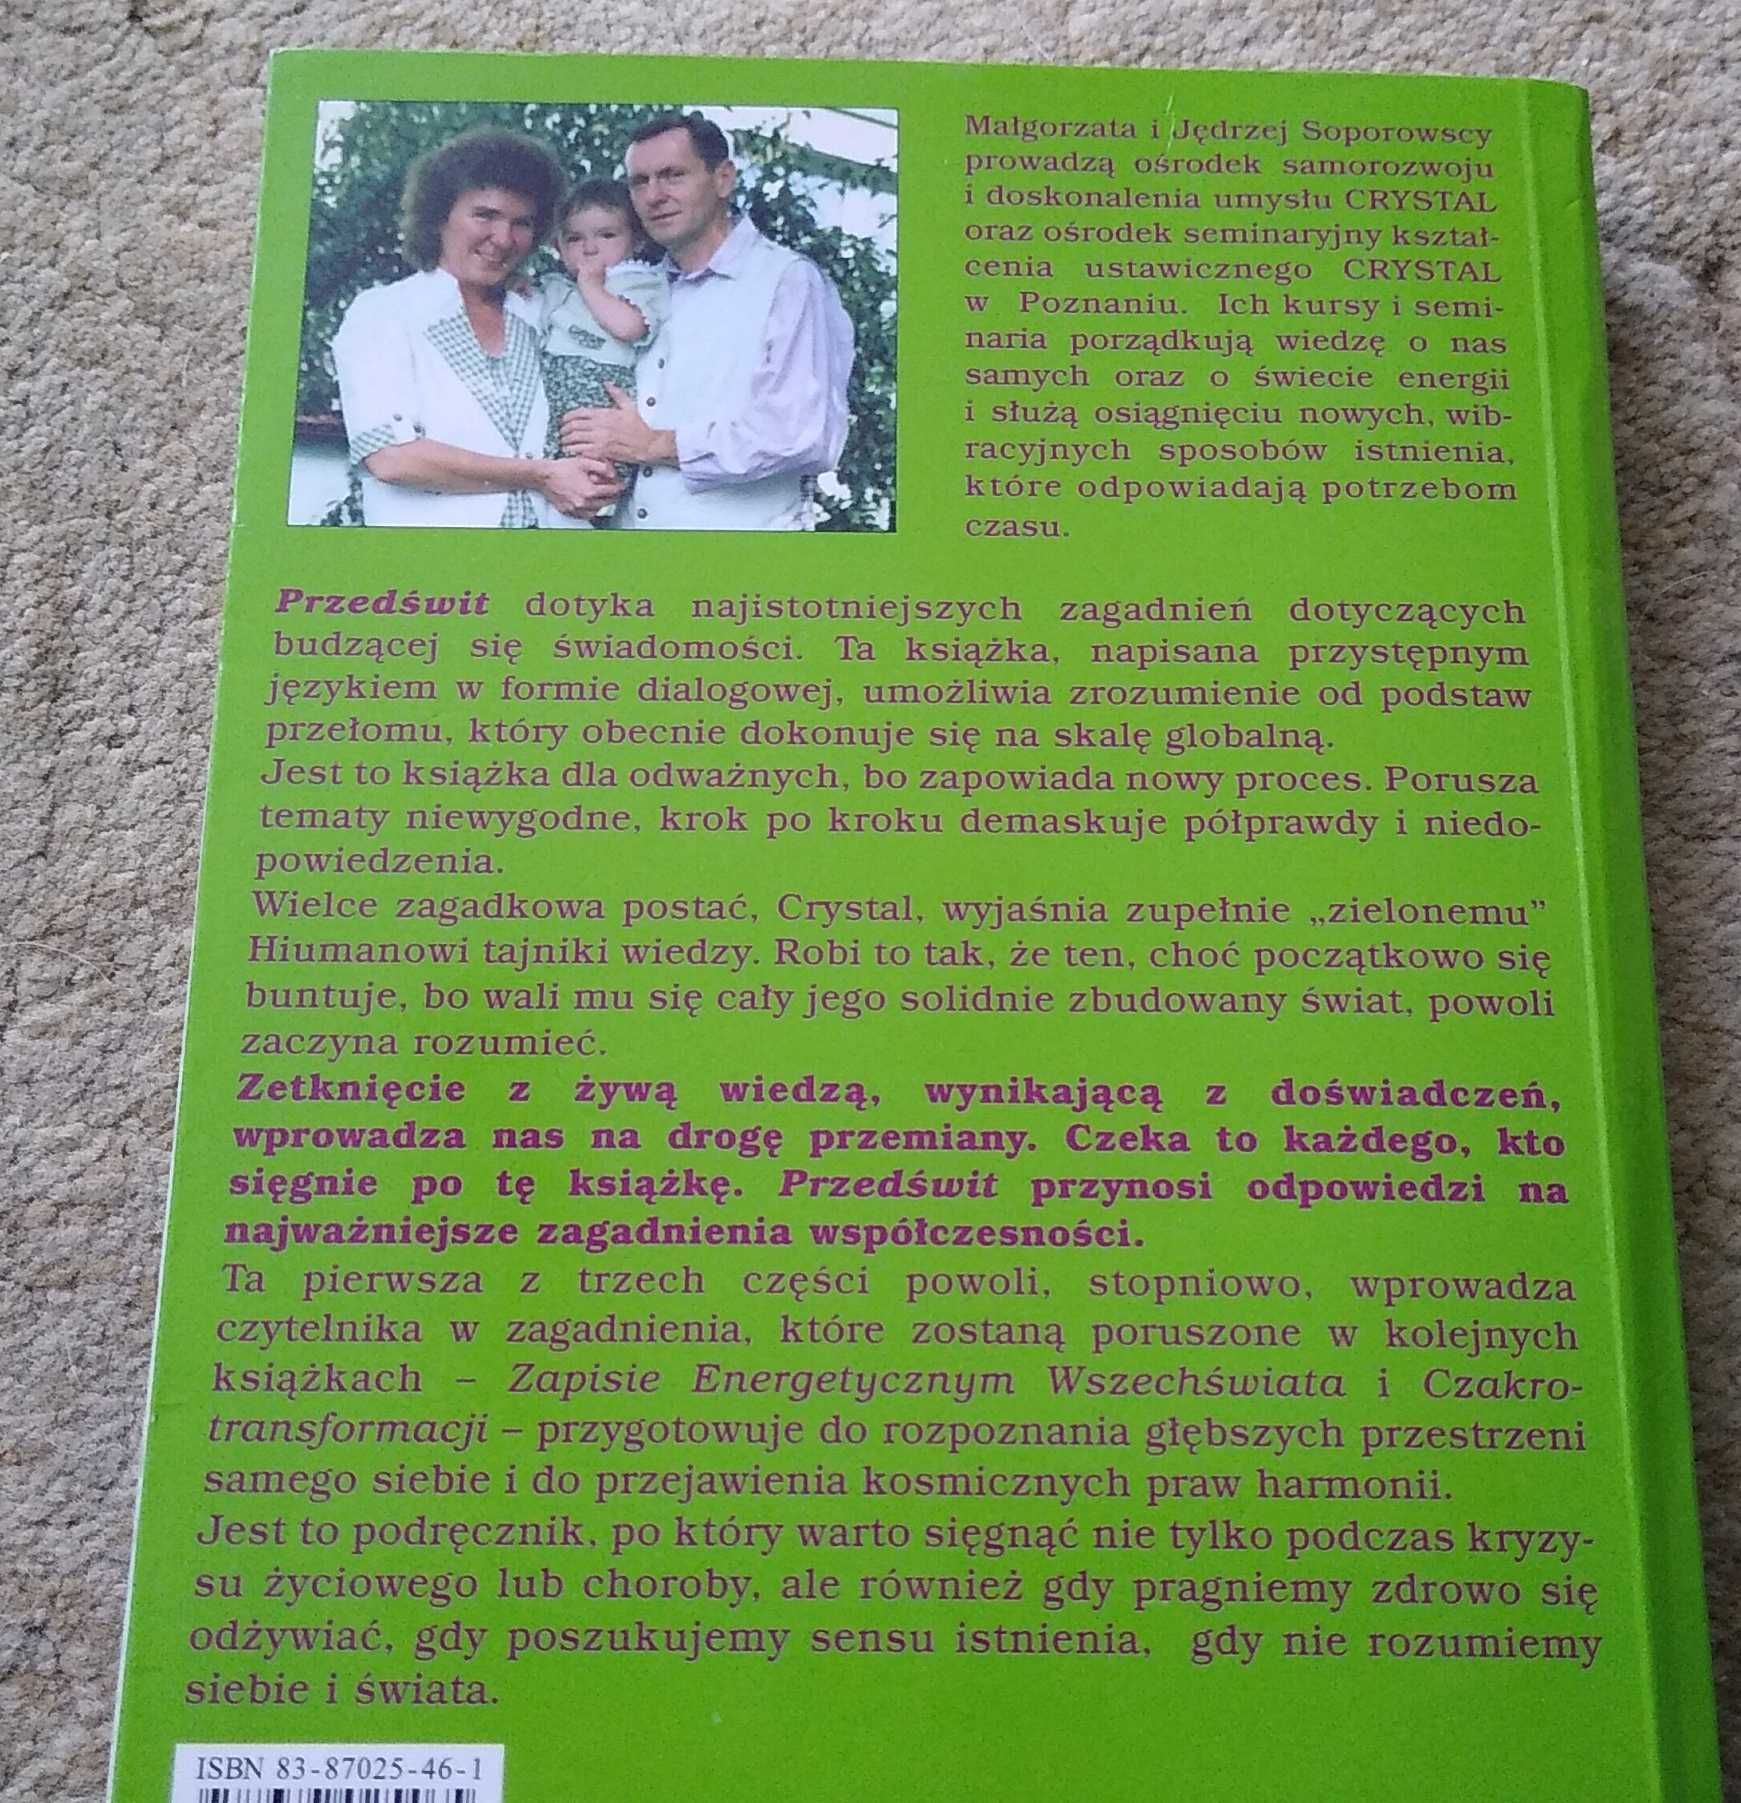 Małgorzata i Jędrzej Soporowscy
prowadzą ośrodek samorozwoju
i doskonalenia umysłu CRYSTAL
oraz ośrodek seminaryjny kształ-
cenia ustawicznego CRYSTAL
w Poznaniu. Ich kursy i semi-
naria porządkują wiedzę o nas
samych oraz o świecie energii
i służą osiągnięciu nowych, wib-
racyjnych sposobów istnienia,
które odpowiadają potrzebom
czasu.
Przedświt dotyka najistotniejszych zagadnień dotyczących
budzącej się świadomości. Ta książka, napisana przystępnym
językiem w formie dialogowej, umożliwia zrozumienie od podstaw
przełomu, który obecnie dokonuje się na skalę globalną.
Jest to książka dla odważnych, bo zapowiada nowy proces. Porusza
tematy niewygodne, krok po kroku demaskuje półprawdy i niedo-
powiedzenia.
Wielce zagadkowa postać, Crystal, wyjaśnia zupełnie „zielonemu”
Hiumanowi tajniki wiedzy. Robi to tak, że ten, choć początkowo się
buntuje, bo wali mu się cały jego solidnie zbudowany świat, powoli
zaczyna rozumieć.
Zetknięcie z żywą wiedzą, wynikającą z doświadczeń,
wprowadza nas na drogę przemiany. Czeka to każdego, kto
sięgnie po tę książkę. Przedświt przynosi odpowiedzi na
najważniejsze zagadnienia współczesności.
Ta pierwsza z trzech części powoli, stopniowo, wprowadza
czytelnika w zagadnienia, które zostaną poruszone w kolejnych
książkach – Zapisie Energetycznym Wszechświata i Czakro-
transformacji – przygotowuje do rozpoznania głębszych przestrzeni
samego siebie i do przejawienia kosmicznych praw harmonii.
Jest to podręcznik, po który warto sięgnąć nie tylko podczas kryzy-
su życiowego lub choroby, ale również gdy pragniemy zdrowo się
odżywiać, gdy poszukujemy sensu istnienia, gdy nie rozumiemy
siebie i świata.
ISBN 83-87025-46-1